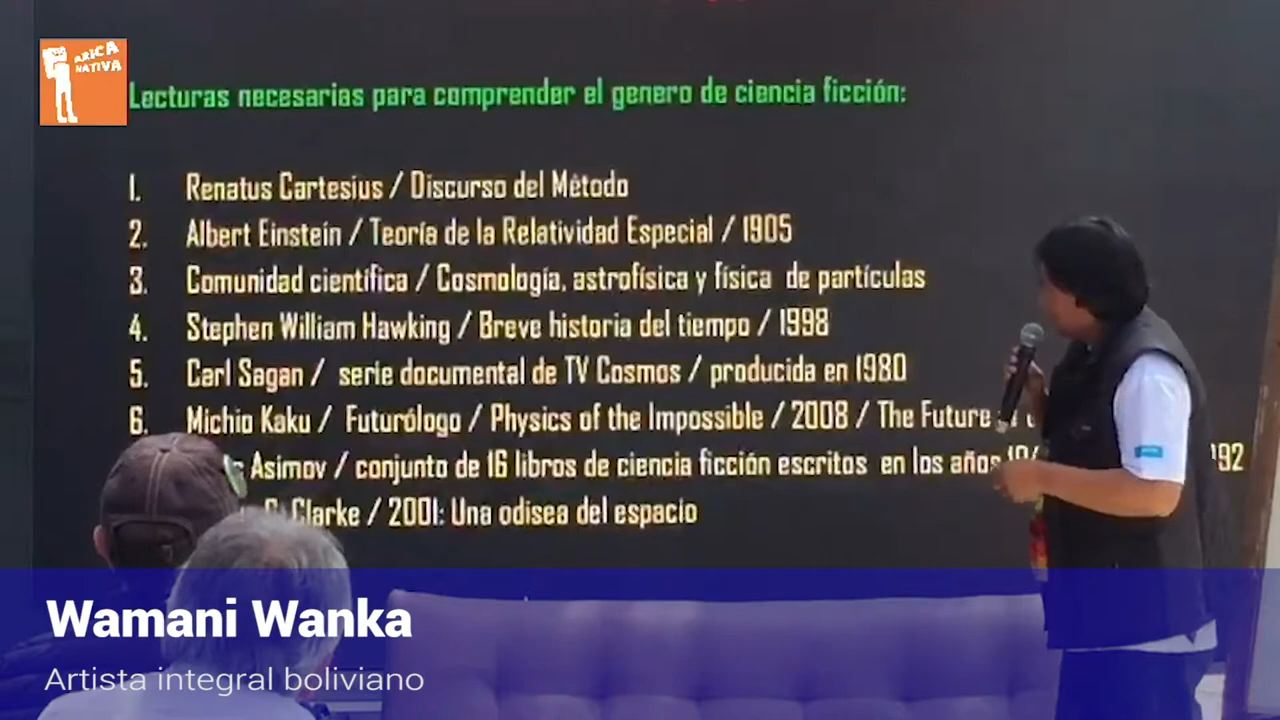 ARICA
NATIVA
Lecturas necesarias para comprender el genero de ciencia ficción:
1. Renatus Cartesius / Discurso del Método
2. Albert Einstein / Teoría de la Relatividad Especial / 1905
3. Comunidad científica / Cosmología, astrofísica y física de partículas
4. Stephen William Hawking / Breve historia del tiempo / 1998
5. Carl Sagan / serie documental de TV Cosmos / producida en 1980
6. Michio Kaku / Futurólogo / Physics of the Impossible / 2008 / The Future
Asimov / conjunto de 16 libros de ciencia ficción escritos en los años
Clarke / 2001: Una odisea del espacio
Wamani Wanka
Artista integral boliviano